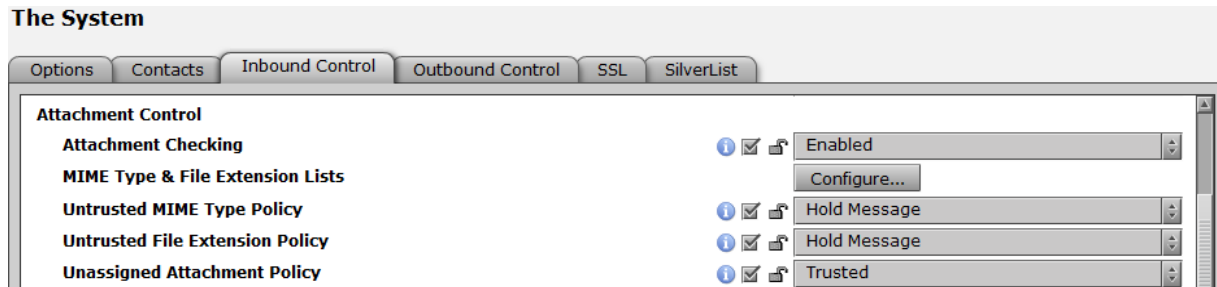 The System
Options Contacts Inbound Control Outbound Control SSL SilverList
Attachment Control
Attachment Checking Enabled
MIME Type & File Extension Lists Configure...
Untrusted MIME Type Policy Hold Message
Untrusted File Extension Policy Hold Message
Unassigned Attachment Policy Trusted